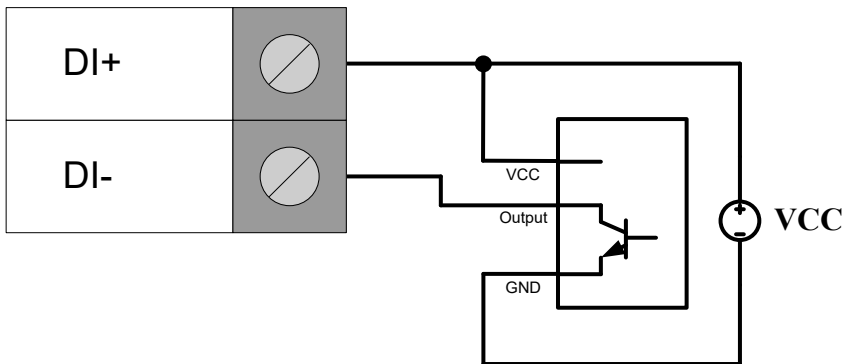 DI+
DI-
VCC
Output
GND
VCC